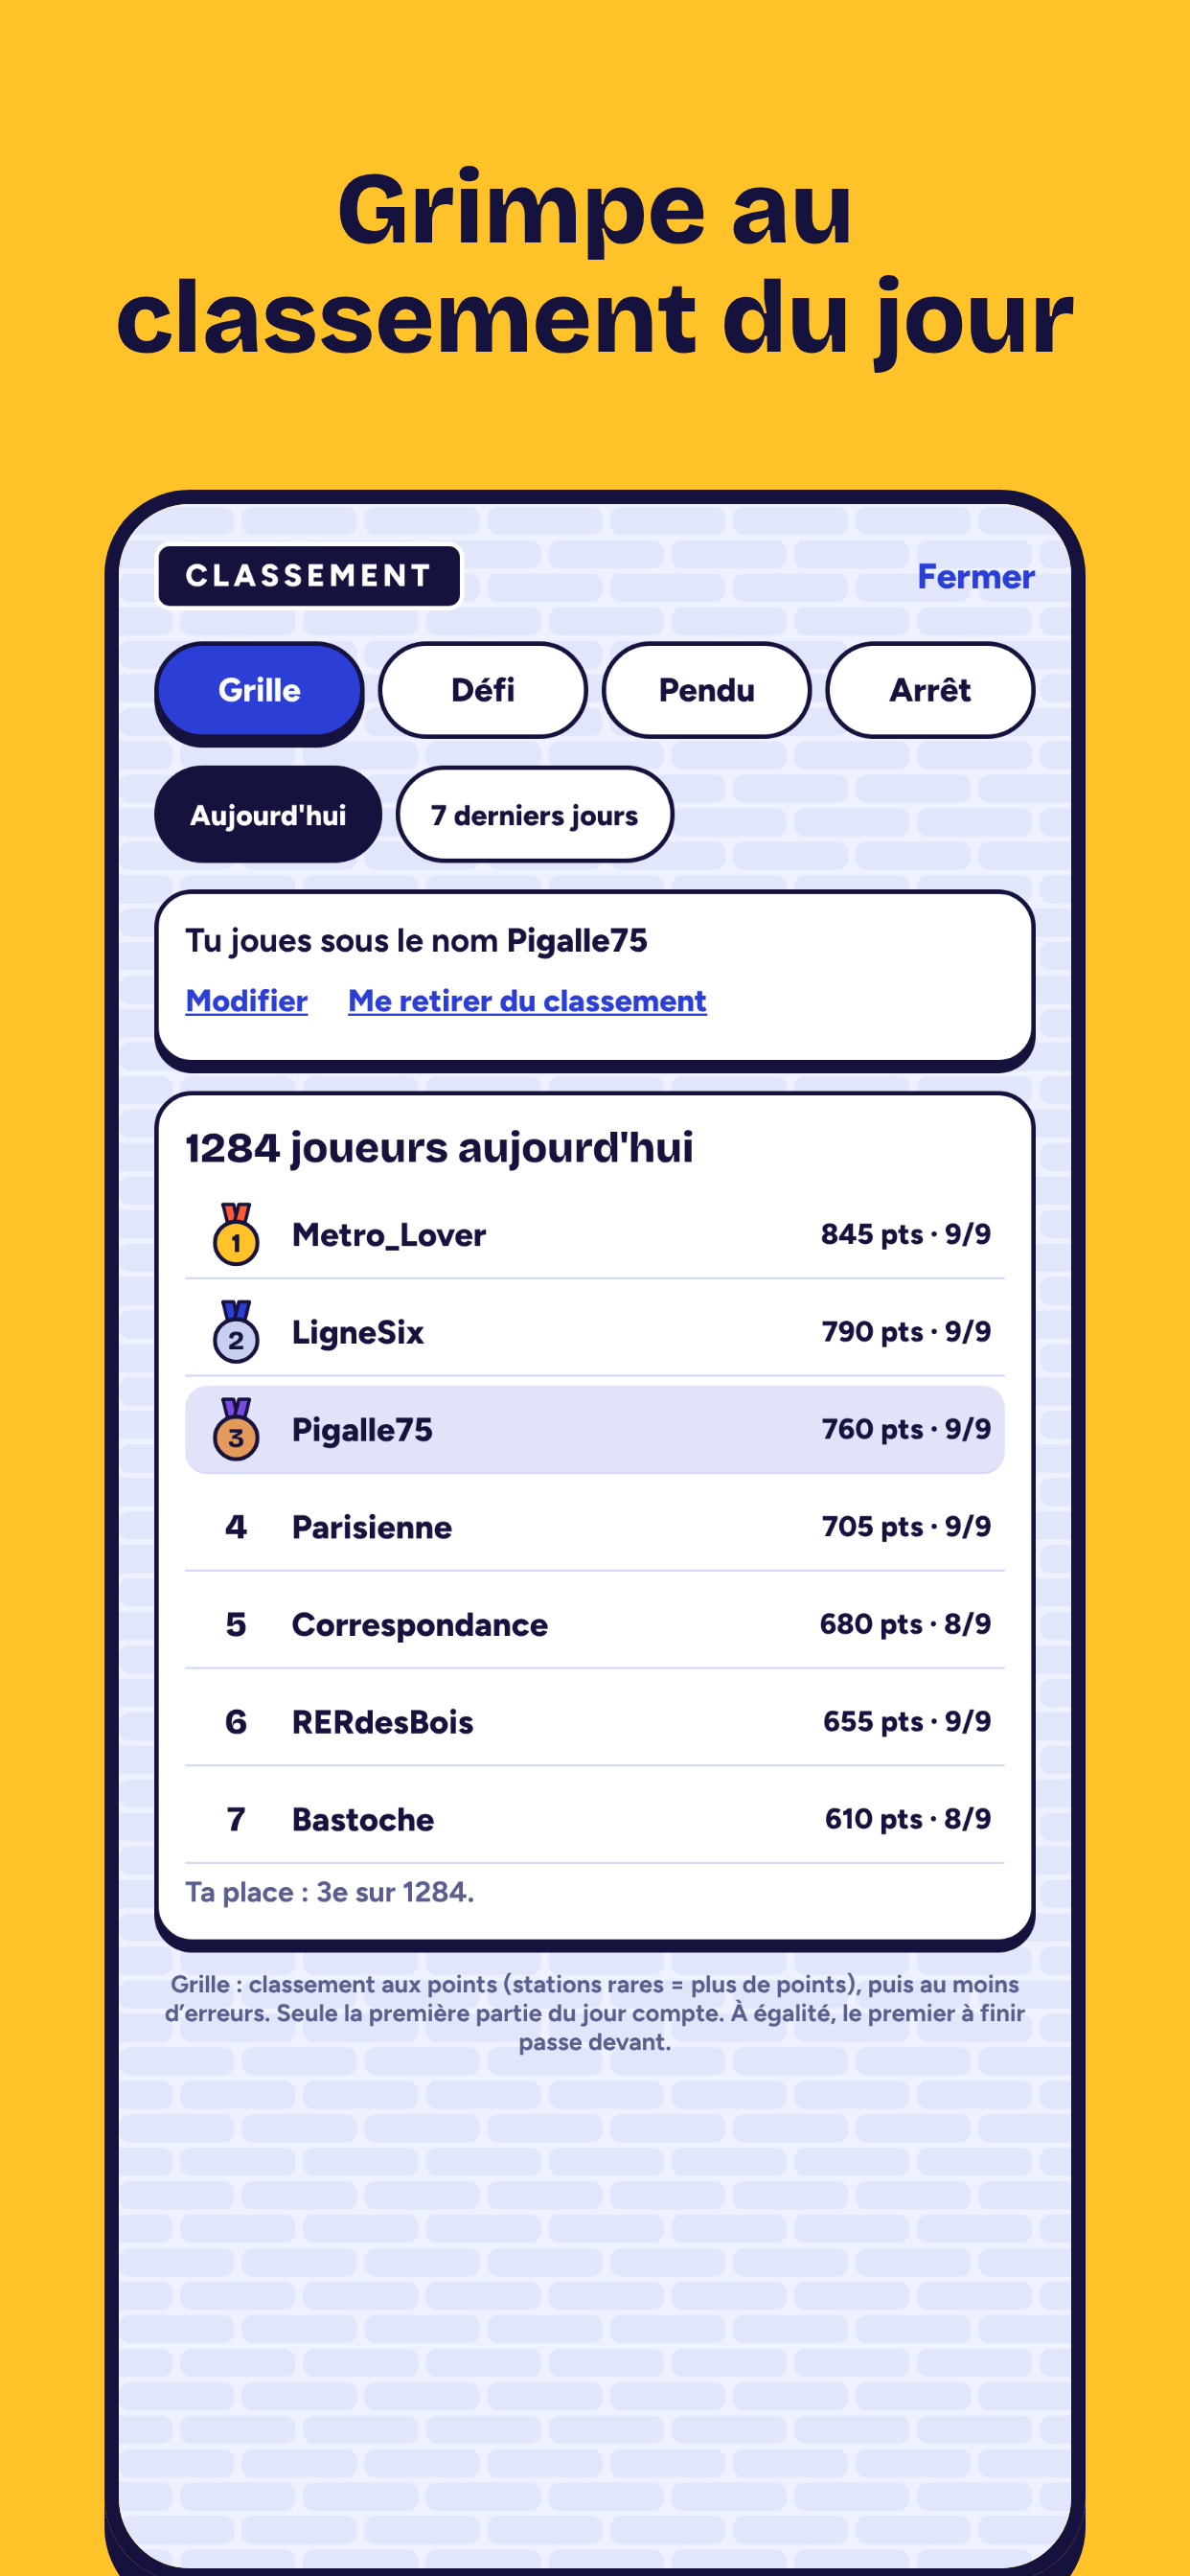 Grimpe au
classement du jour
CLASSEMENT
Fermer
Grille
Défi
Pendu
Arrêt
Aujourd'hui
7 derniers jours
Tu joues sous le nom Pigalle75
Modifier
Me retirer du classement
1284 joueurs aujourd'hui
1 Metro_Lover 845 pts · 9/9
2 LigneSix 790 pts · 9/9
3 Pigalle75 760 pts · 9/9
4 Parisienne 705 pts · 9/9
5 Correspondance 680 pts · 8/9
6 RERdesBois 655 pts · 9/9
7 Bastoche 610 pts · 8/9
Ta place : 3e sur 1284.
Grille : classement aux points (stations rares = plus de points), puis au moins
d’erreurs. Seule la première partie du jour compte. À égalité, le premier à finir
passe devant.